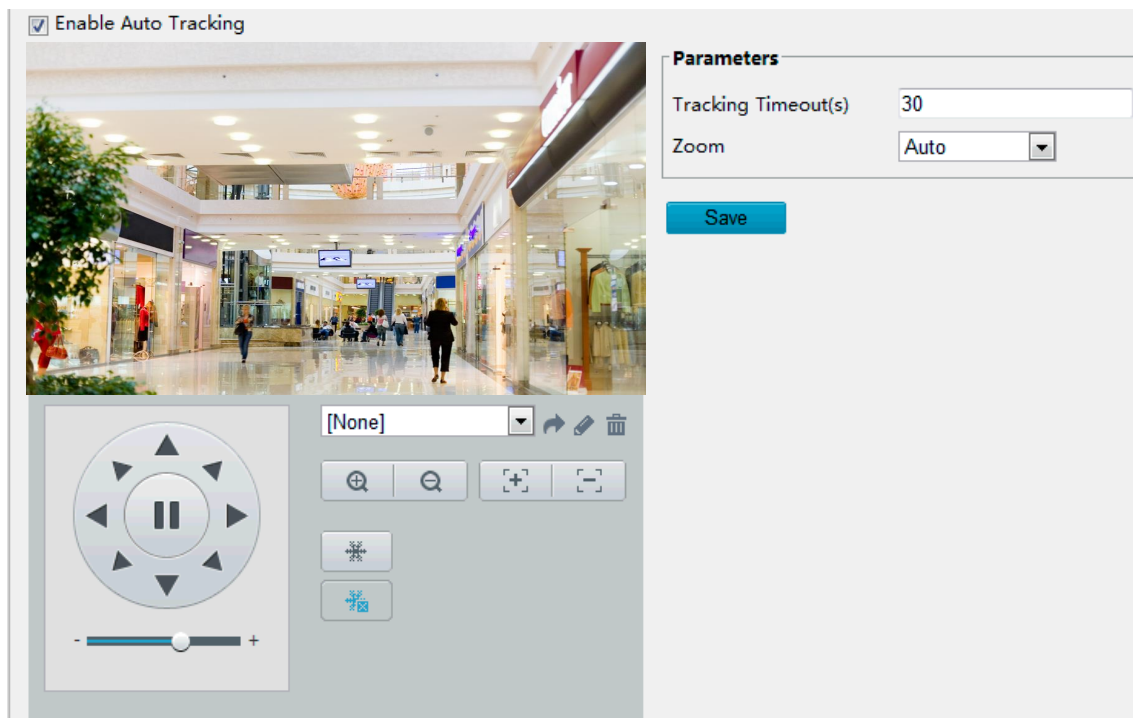 Enable Auto Tracking
Parameters
Tracking Timeout(s) 30
Zoom Auto
Save
[None]
- +